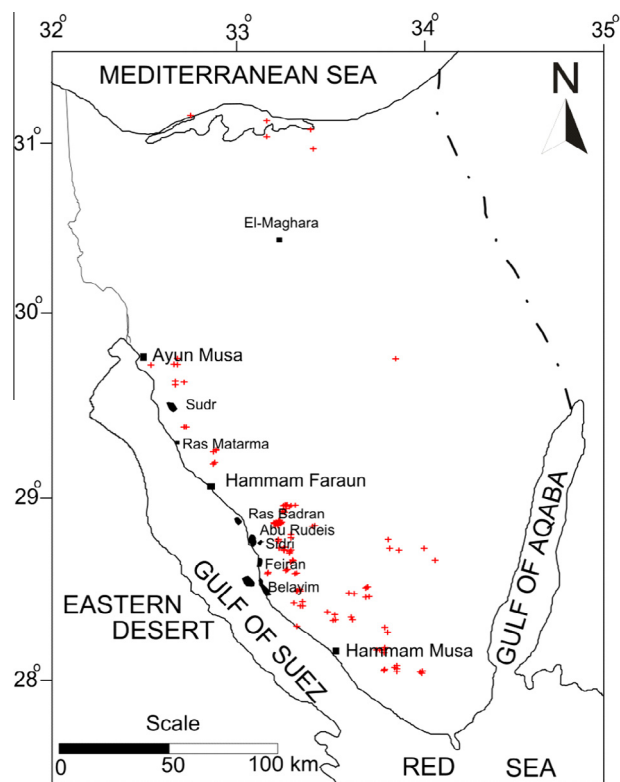 32° 33° 34° 35°
MEDITERRANEAN SEA
N
31°
El-Maghara
30°
Ayun Musa
Sudr
Ras Matarma
Hammam Faraun
29°
Ras Badran
Abu Rudeis
Sidri
Feiran
Belayim
GULF OF AQABA
GULF OF SUEZ
EASTERN
DESERT
Hammam Musa
28°
Scale
0 50 100 km
RED SEA